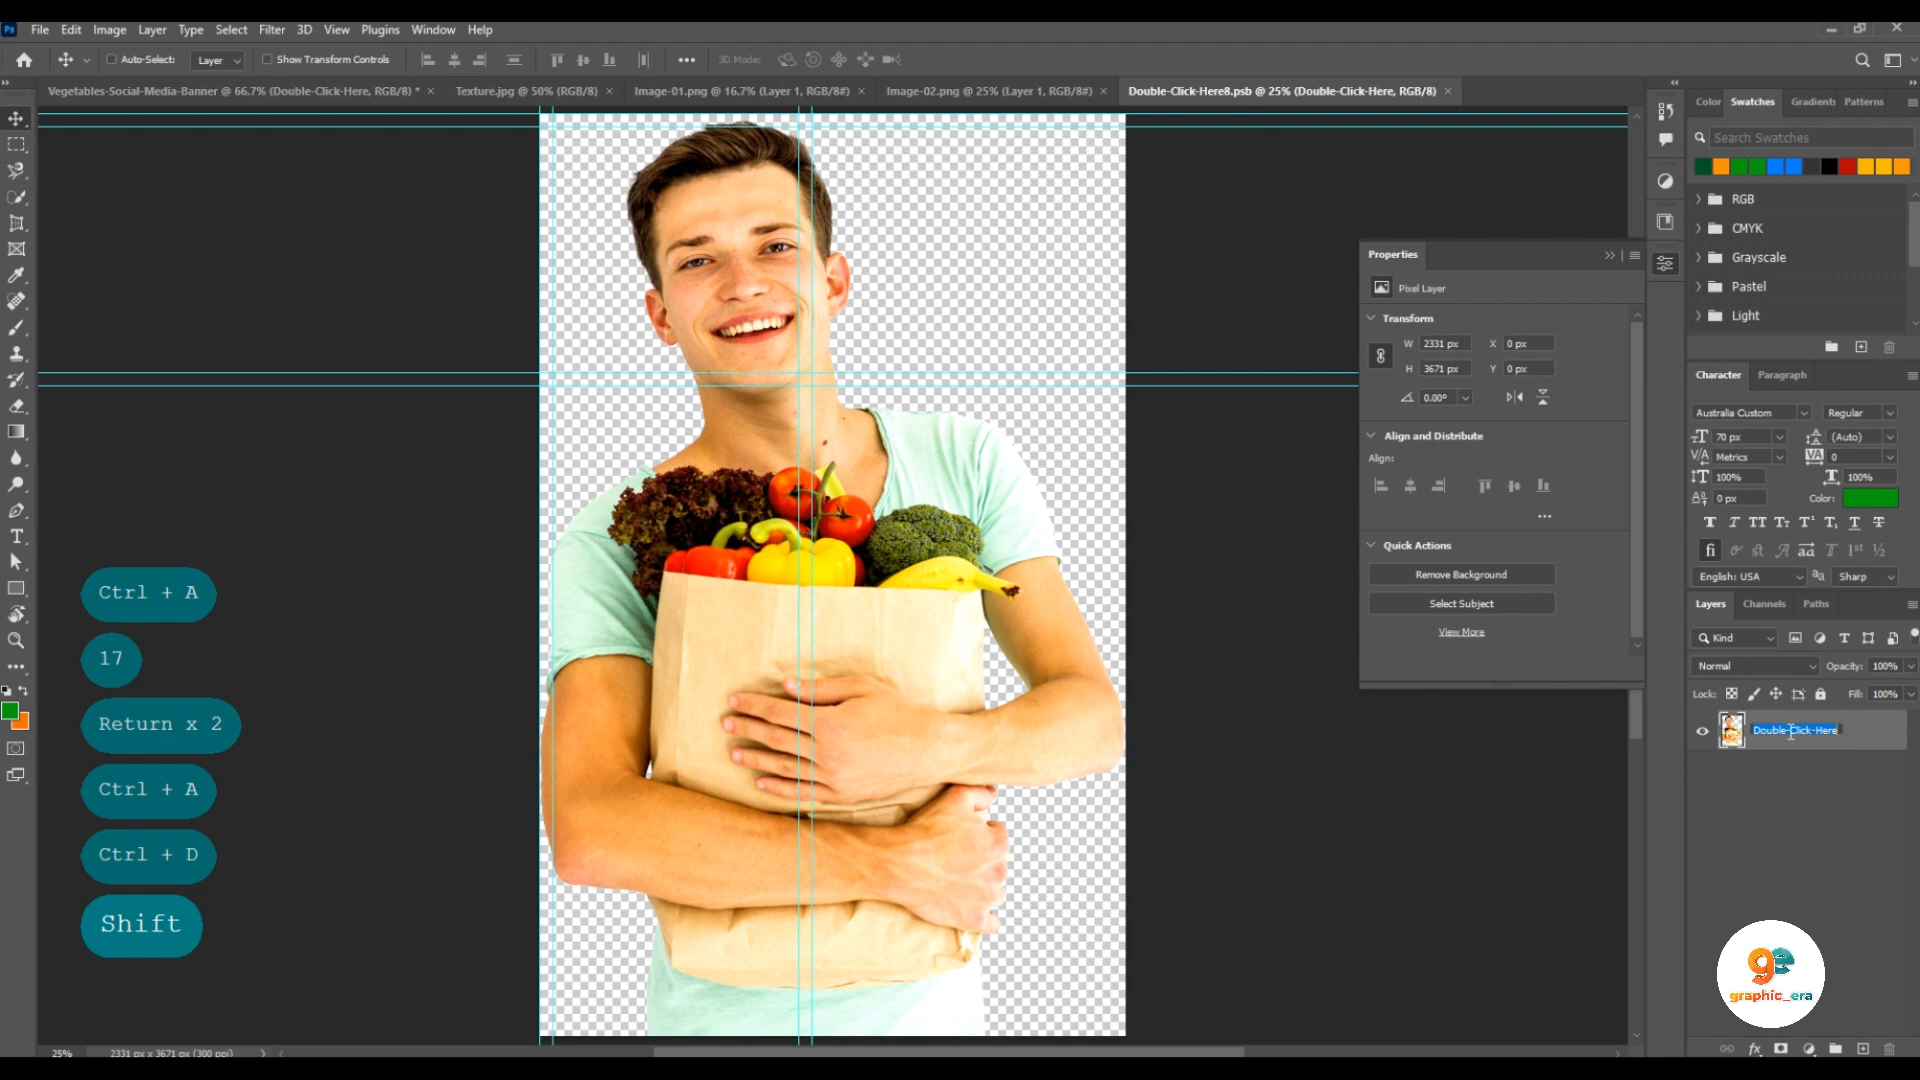 Ps File Edit Image Layer Type Select Filter 3D View Plugins Window Help
Auto-Select: Layer Show Transform Controls 3D Mode:
Vegetables-Social-Media-Banner @ 66.7% (Double-Click-Here, RGB/8) * × Texture.jpg @ 50% (RGB/8) × Image-01.png @ 16.7% (Layer 1, RGB/8#) × Image-02.png @ 25% (Layer 1, RGB/8#) × Double-Click-Here8.psb @ 25% (Double-Click-Here, RGB/8) ×
Color Swatches Gradients Patterns
Search Swatches
RGB
CMYK
Grayscale
Pastel
Light
Properties
Pixel Layer
Transform
W 2331 px X 0 px
H 3671 px Y 0 px
0.00°
Align and Distribute
Align:
Quick Actions
Remove Background
Select Subject
View More
Character Paragraph
Australia Custom Regular
70 px (Auto)
Metrics 0
100% 100%
0 px Color:
English: USA Sharp
Layers Channels Paths
Kind
Normal Opacity: 100%
Lock: Fill: 100%
Double-Click-Here
Ctrl + A
17
Return x 2
Ctrl + A
Ctrl + D
Shift
ge
graphic_era
25% 2331 px x 3671 px (300 ppi)